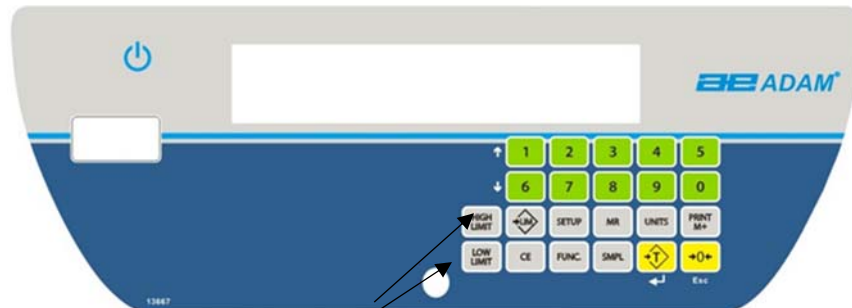 ae ADAM®
1 2 3 4 5
6 7 8 9 0
HIGH LIMIT LIM SETUP MR UNITS PRINT M+
LOW LIMIT CE FUNC. SMPL T 0
Esc
13667